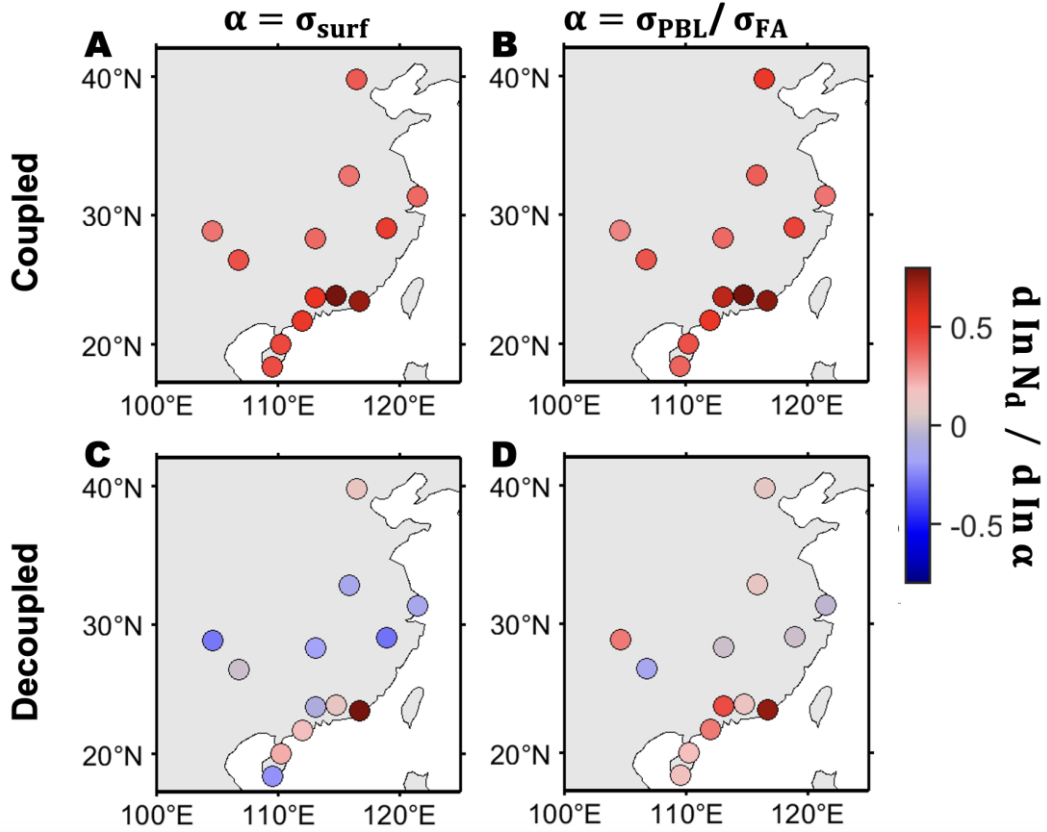 α = σsurf
α = σPBL/ σFA
A
B
40°N
30°N
20°N
100°E
110°E
120°E
40°N
30°N
20°N
100°E
110°E
120°E
Coupled
C
D
40°N
30°N
20°N
100°E
110°E
120°E
40°N
30°N
20°N
100°E
110°E
120°E
Decoupled
0.5
0
-0.5
d ln Nd / d ln α